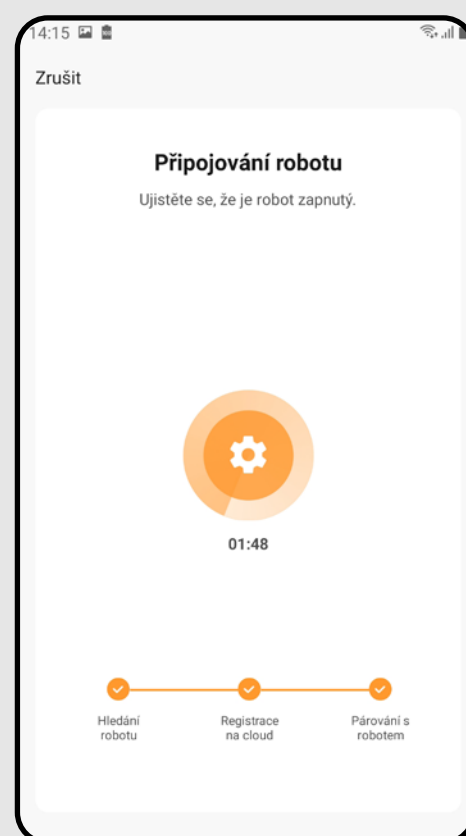 14:15
Zrušit
Připojování robotu
Ujistěte se, že je robot zapnutý.
01:48
Hledání
robotu
Registrace
na cloud
Párování s
robotem